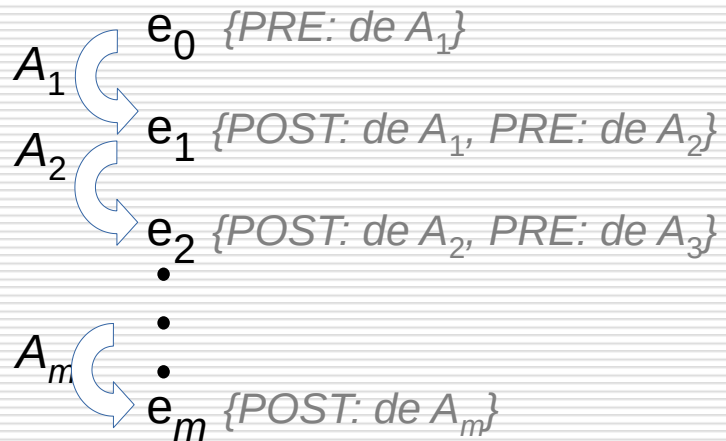 e0 {PRE: de A1}
A1
e1 {POST: de A1, PRE: de A2}
A2
e2 {POST: de A2, PRE: de A3}
•
•
Am
•
em {POST: de Am}